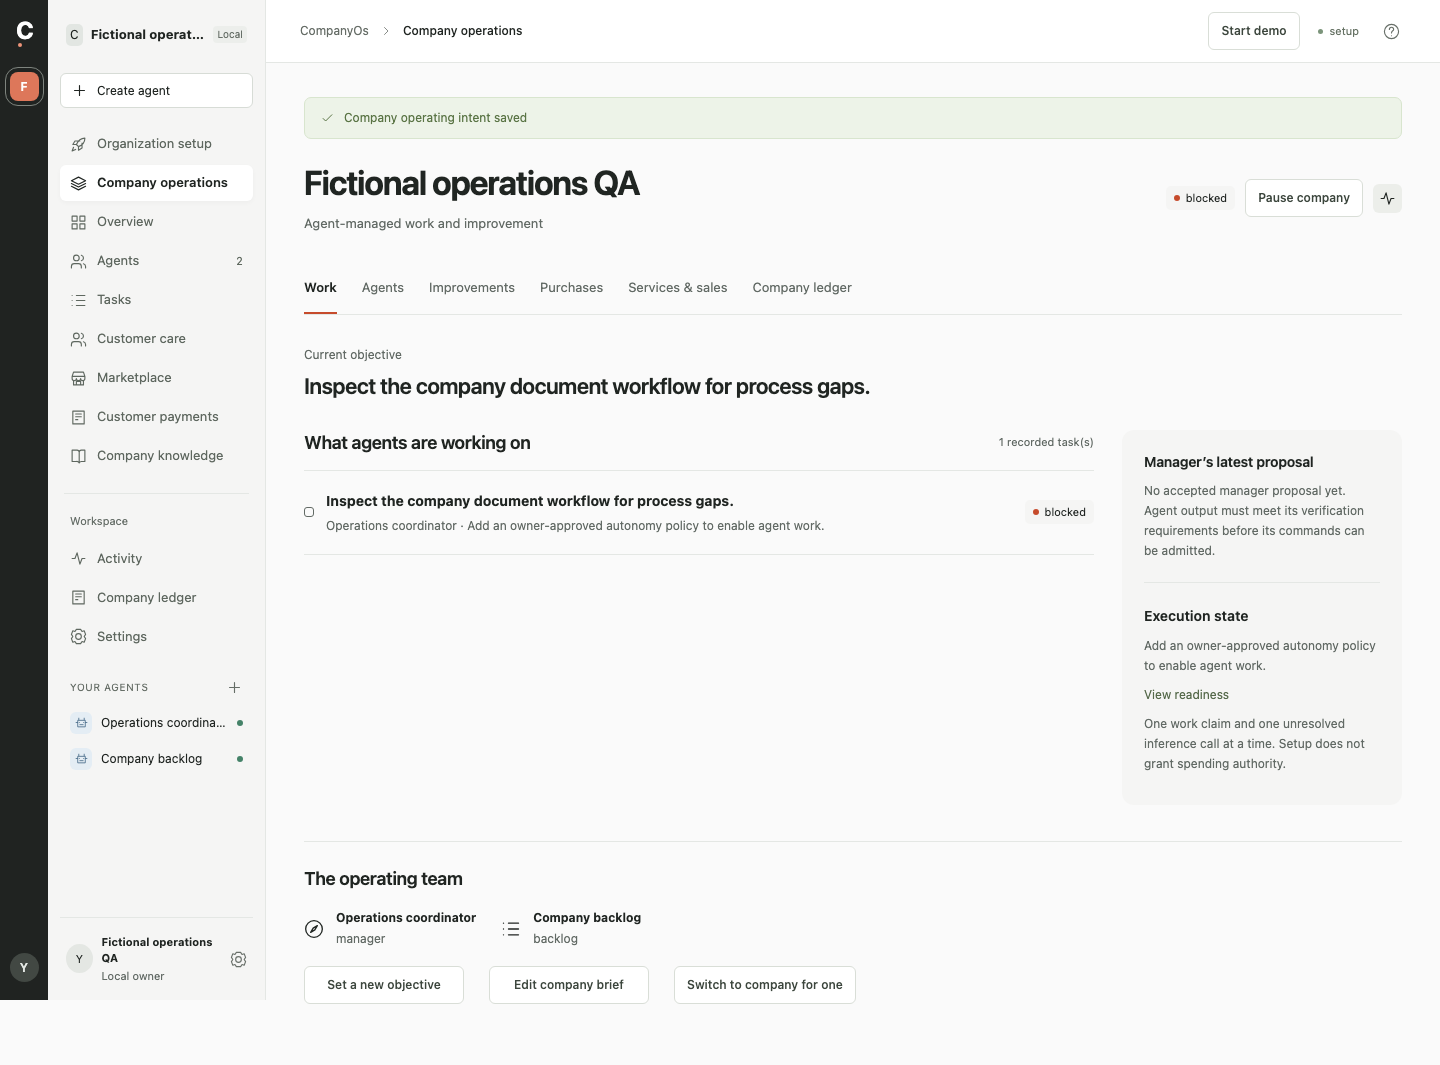 C
F
C
Fictional operat...
Local
Create agent
Organization setup
Company operations
Overview
Agents
2
Tasks
Customer care
Marketplace
Customer payments
Company knowledge
Workspace
Activity
Company ledger
Settings
YOUR AGENTS
Operations coordina...
Company backlog
Y
Y
Fictional operations
QA
Local owner
CompanyOs
Company operations
Start demo
setup
Company operating intent saved
Fictional operations QA
Agent-managed work and improvement
blocked
Pause company
Work
Agents
Improvements
Purchases
Services & sales
Company ledger
Current objective
Inspect the company document workflow for process gaps.
What agents are working on
1 recorded task(s)
Inspect the company document workflow for process gaps.
Operations coordinator · Add an owner-approved autonomy policy to enable agent work.
blocked
Manager’s latest proposal
No accepted manager proposal yet.
Agent output must meet its verification
requirements before its commands can
be admitted.
Execution state
Add an owner-approved autonomy policy
to enable agent work.
View readiness
One work claim and one unresolved
inference call at a time. Setup does not
grant spending authority.
The operating team
Operations coordinator
manager
Company backlog
backlog
Set a new objective
Edit company brief
Switch to company for one